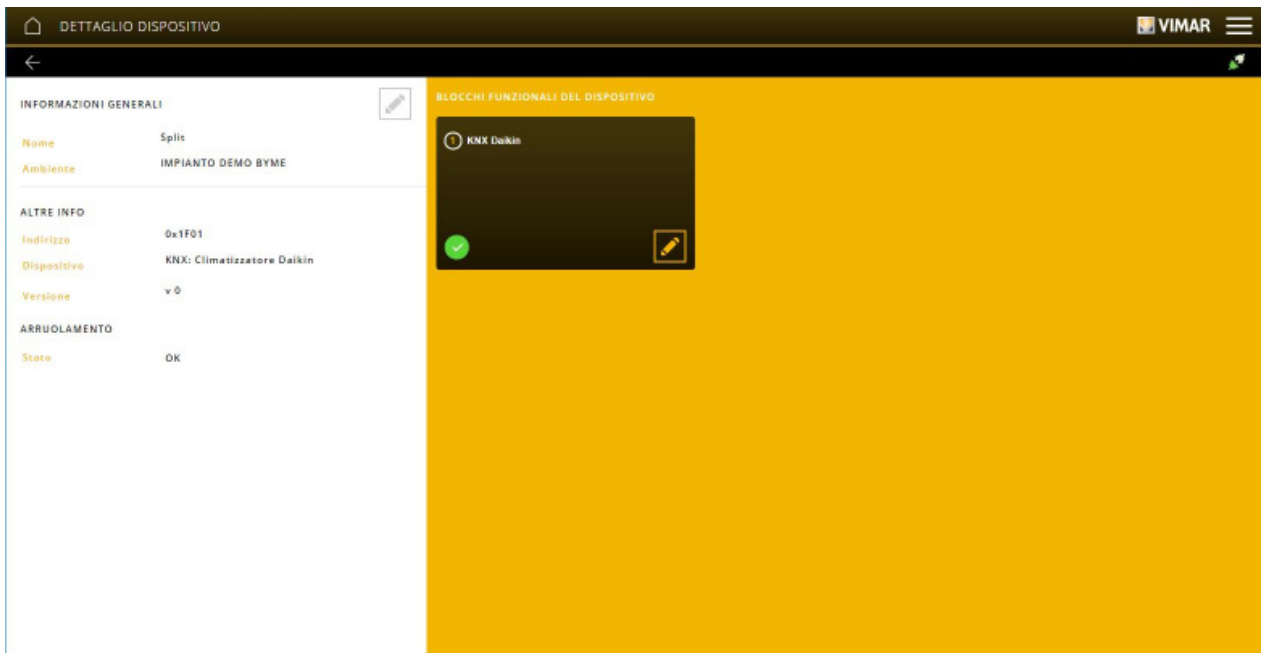 DETTAGLIO DISPOSITIVO
VIMAR
INFORMAZIONI GENERALI
Nome Split
Ambiente IMPIANTO DEMO BYME
ALTRE INFO
Indirizzo 0x1F01
Dispositivo KNX: Climatizzatore Daikin
Versione v 0
ARRUOLAMENTO
Stato OK
BLOCCHI FUNZIONALI DEL DISPOSITIVO
1 KNX Daikin